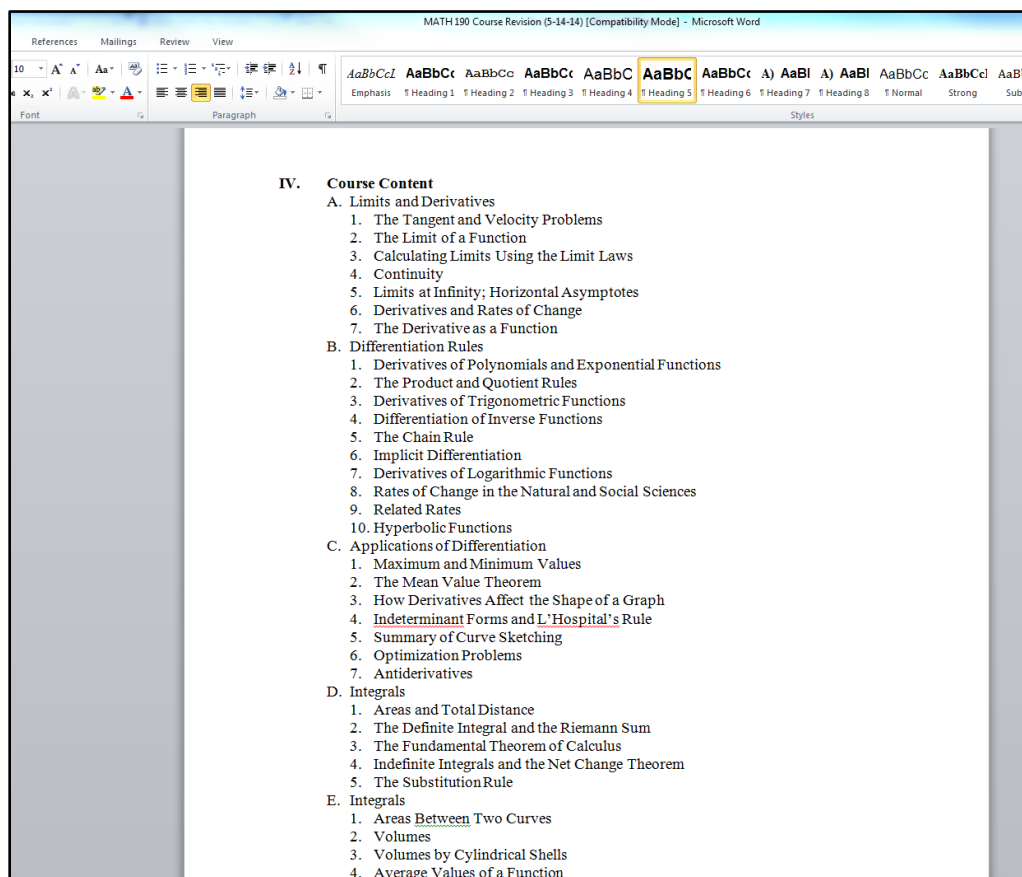 MATH 190 Course Revision (5-14-14) [Compatibility Mode] - Microsoft Word
References Mailings Review View
10 A A Aa
AaBbCcI AaBbCc AaBbCc AaBbCc AaBbC AaBbC AaBbCc A) AaBl A) AaBl AaBbCc AaBbCcl AaB
Emphasis ¶ Heading 1 ¶ Heading 2 ¶ Heading 3 ¶ Heading 4 ¶ Heading 5 ¶ Heading 6 ¶ Heading 7 ¶ Heading 8 ¶ Normal Strong Sub
Font Paragraph Styles
IV. Course Content
A. Limits and Derivatives
1. The Tangent and Velocity Problems
2. The Limit of a Function
3. Calculating Limits Using the Limit Laws
4. Continuity
5. Limits at Infinity; Horizontal Asymptotes
6. Derivatives and Rates of Change
7. The Derivative as a Function
B. Differentiation Rules
1. Derivatives of Polynomials and Exponential Functions
2. The Product and Quotient Rules
3. Derivatives of Trigonometric Functions
4. Differentiation of Inverse Functions
5. The Chain Rule
6. Implicit Differentiation
7. Derivatives of Logarithmic Functions
8. Rates of Change in the Natural and Social Sciences
9. Related Rates
10. Hyperbolic Functions
C. Applications of Differentiation
1. Maximum and Minimum Values
2. The Mean Value Theorem
3. How Derivatives Affect the Shape of a Graph
4. Indeterminant Forms and L’Hospital’s Rule
5. Summary of Curve Sketching
6. Optimization Problems
7. Antiderivatives
D. Integrals
1. Areas and Total Distance
2. The Definite Integral and the Riemann Sum
3. The Fundamental Theorem of Calculus
4. Indefinite Integrals and the Net Change Theorem
5. The Substitution Rule
E. Integrals
1. Areas Between Two Curves
2. Volumes
3. Volumes by Cylindrical Shells
4. Average Values of a Function